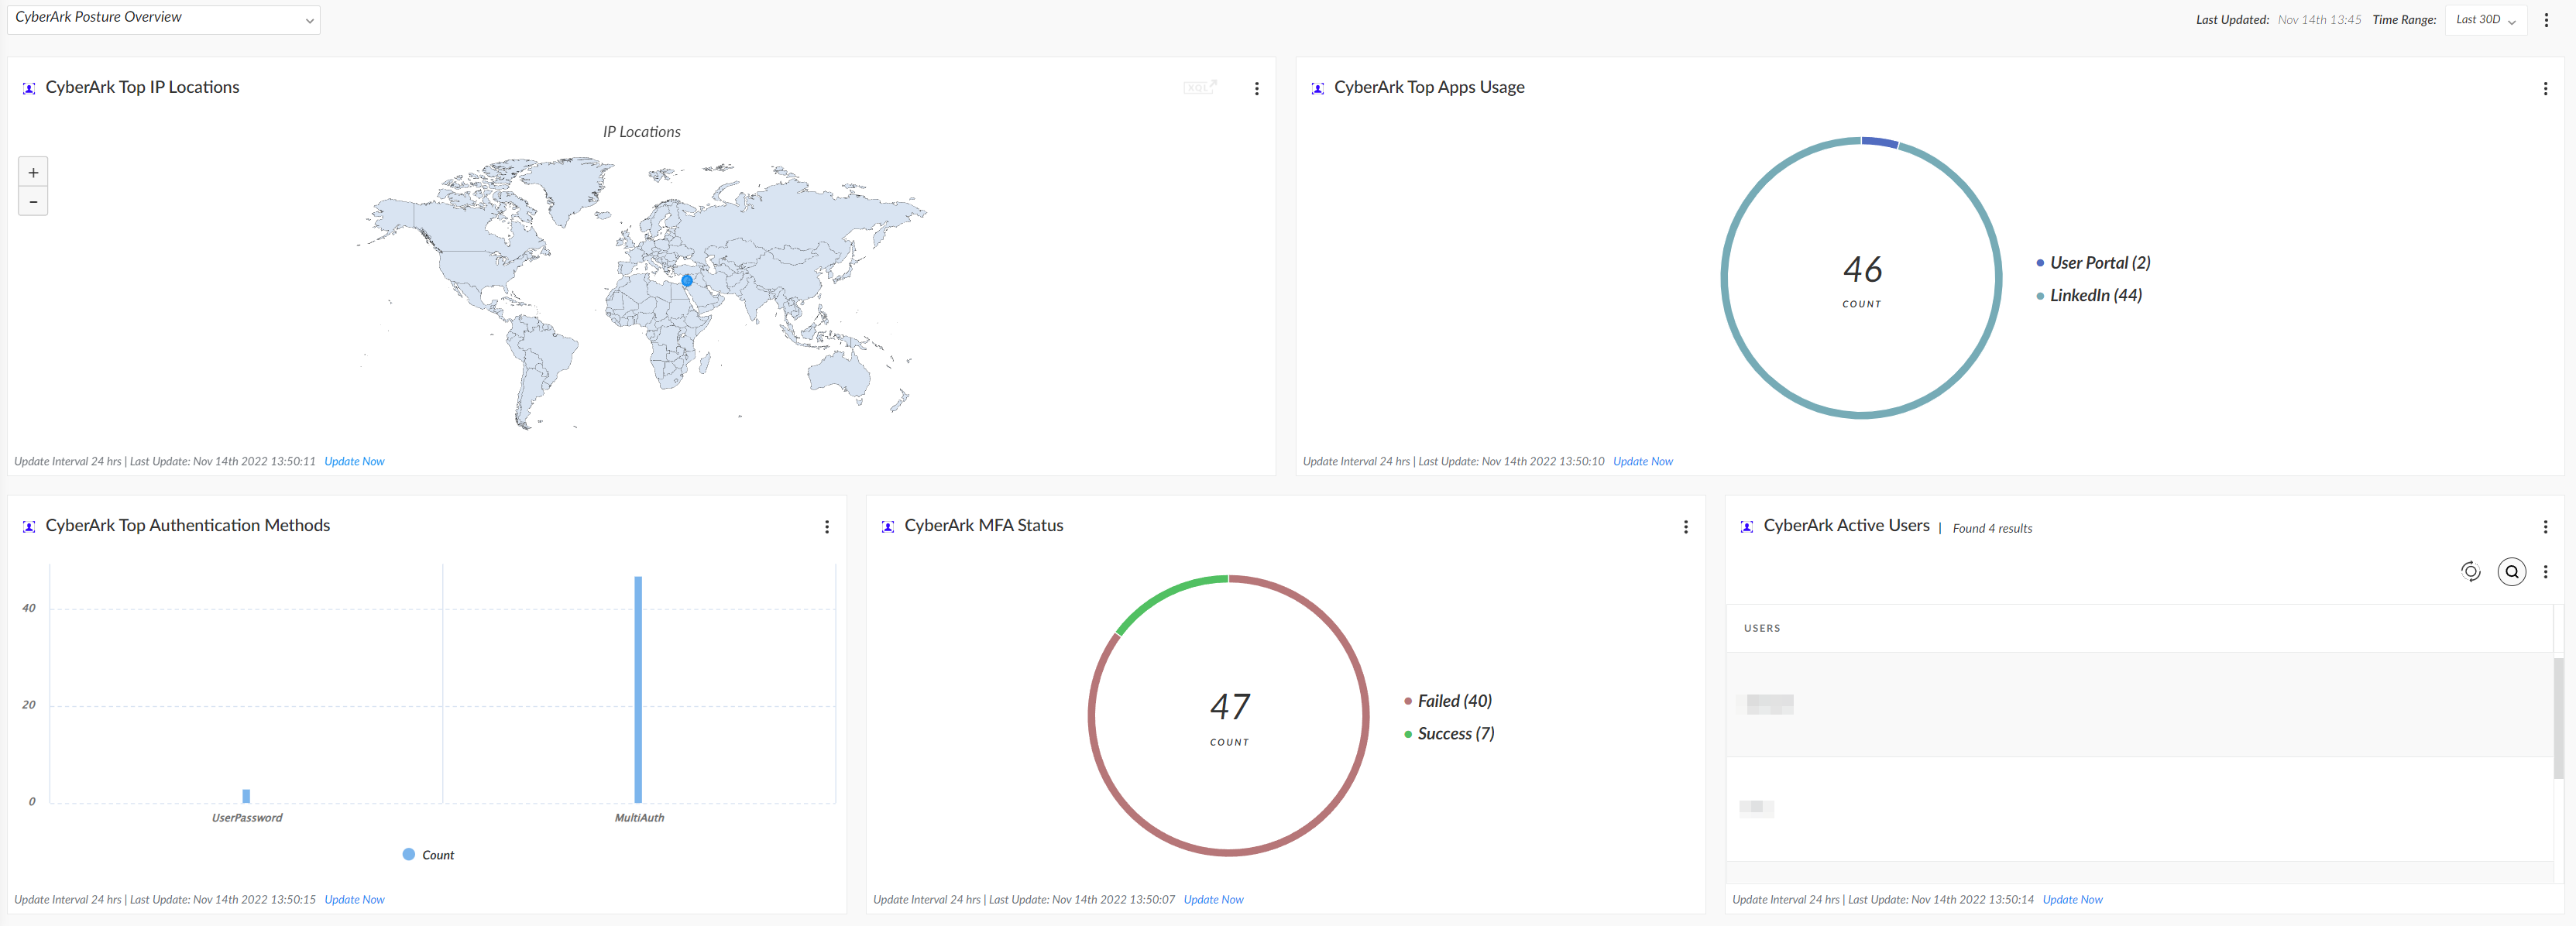 CyberArk Posture Overview
Last Updated: Nov 14th 13:45 Time Range: Last 30D
CyberArk Top IP Locations
XQL
IP Locations
+
−
Update Interval 24 hrs | Last Update: Nov 14th 2022 13:50:11 Update Now
CyberArk Top Apps Usage
46
COUNT
User Portal (2)
LinkedIn (44)
Update Interval 24 hrs | Last Update: Nov 14th 2022 13:50:10 Update Now
CyberArk Top Authentication Methods
40
20
0
UserPassword MultiAuth
Count
Update Interval 24 hrs | Last Update: Nov 14th 2022 13:50:15 Update Now
CyberArk MFA Status
47
COUNT
Failed (40)
Success (7)
Update Interval 24 hrs | Last Update: Nov 14th 2022 13:50:07 Update Now
CyberArk Active Users | Found 4 results
USERS
Update Interval 24 hrs | Last Update: Nov 14th 2022 13:50:14 Update Now